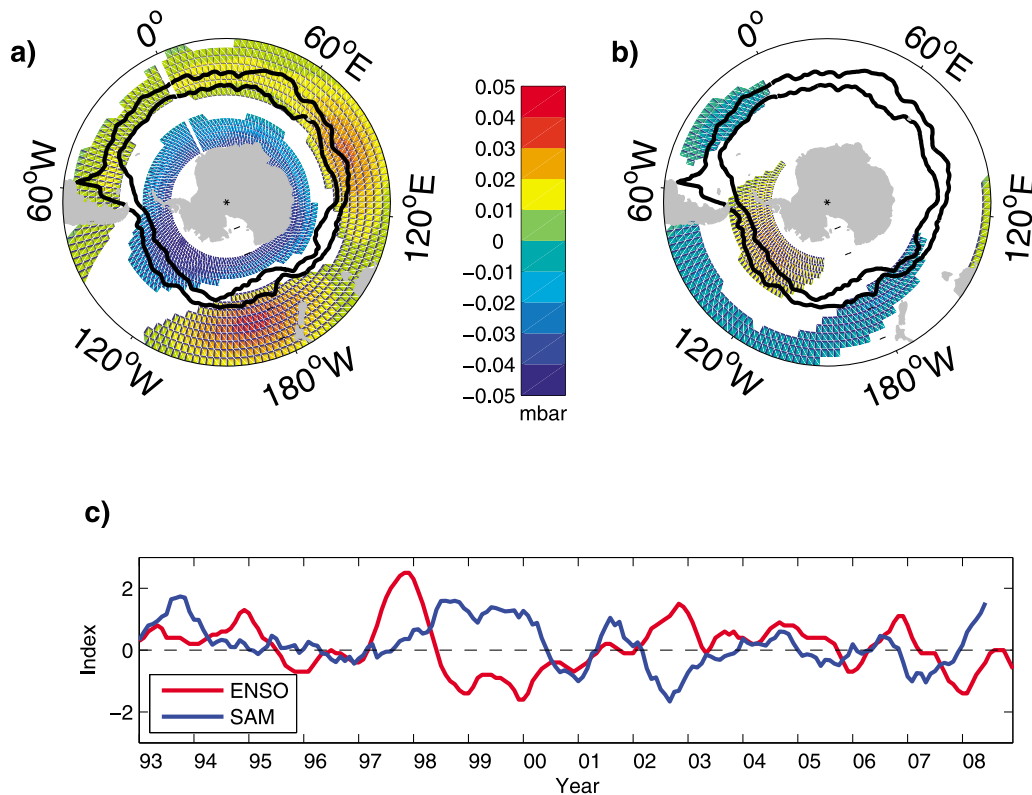 a)
0°
60°E
120°E
180°W
120°W
60°W
*
0.05
0.04
0.03
0.02
0.01
0
−0.01
−0.02
−0.03
−0.04
−0.05
mbar
b)
0°
60°E
120°E
180°W
120°W
60°W
*
c)
Index
2
0
−2
ENSO
SAM
93 94 95 96 97 98 99 00 01 02 03 04 05 06 07 08
Year